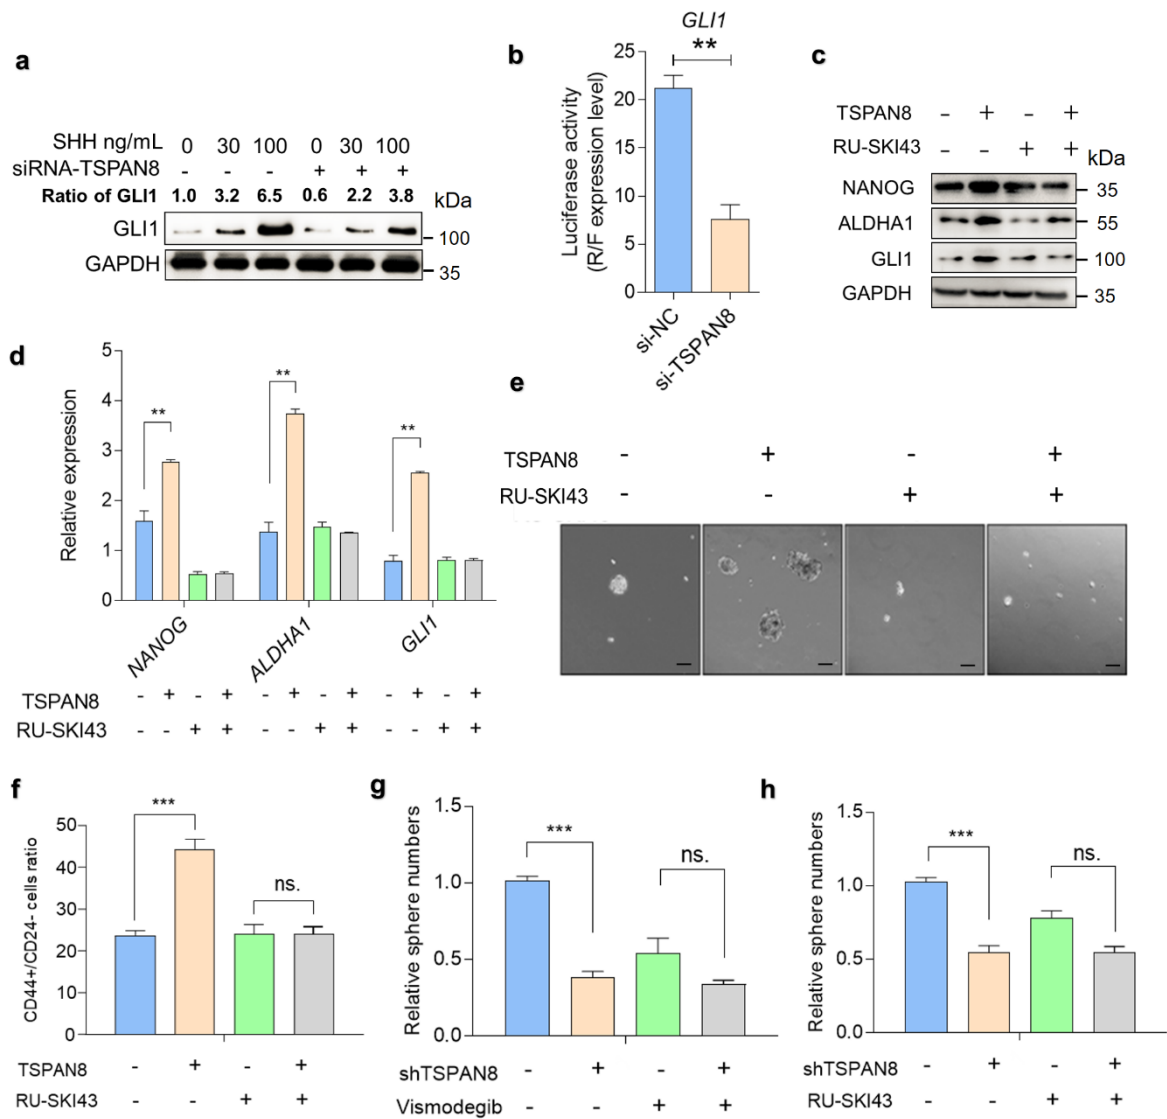 a
SHH ng/mL 0 30 100 0 30 100
siRNA-TSPAN8 - - - + + +
Ratio of GLI1 1.0 3.2 6.5 0.6 2.2 3.8 kDa
GLI1 100
GAPDH 35
b
GLI1
**
Luciferase activity
(R/F expression level)
25
20
15
10
5
0
si-NC
si-TSPAN8
c
TSPAN8 - + - +
RU-SKI43 - - + + kDa
NANOG 35
ALDHA1 55
GLI1 100
GAPDH 35
d
Relative expression
5
4
3
2
1
0
** ** **
NANOG ALDHA1 GLI1
TSPAN8 - + - + - + - + - + - +
RU-SKI43 - - + + - - + + - - + +
e
TSPAN8 - + - +
RU-SKI43 - - + +
f
CD44+/CD24- cells ratio
50
40
30
20
10
0
*** ns.
TSPAN8 - + - +
RU-SKI43 - - + +
g
Relative sphere numbers
1.5
1.0
0.5
0.0
*** ns.
shTSPAN8 - + - +
Vismodegib - - + +
h
Relative sphere numbers
1.5
1.0
0.5
0.0
*** ns.
shTSPAN8 - + - +
RU-SKI43 - - + +